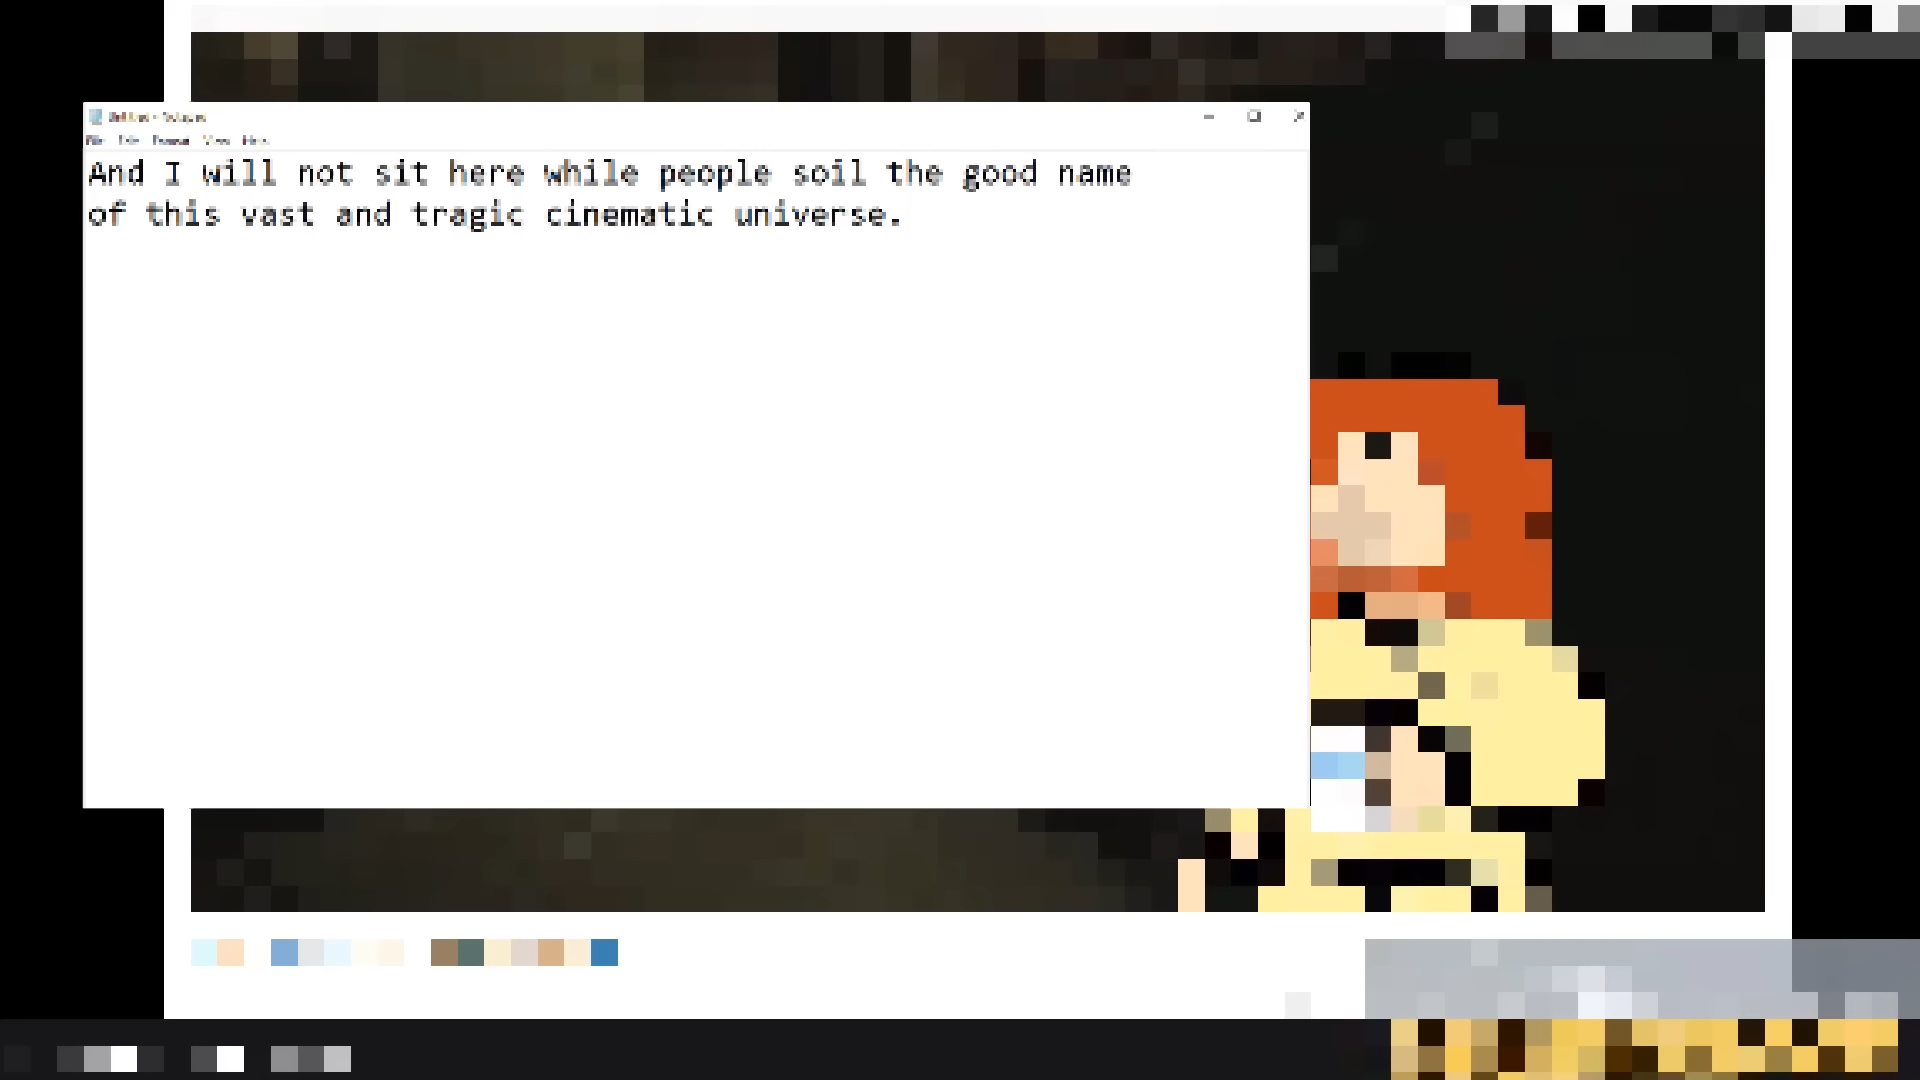 And I will not sit here while people soil the good name
of this vast and tragic cinematic universe.